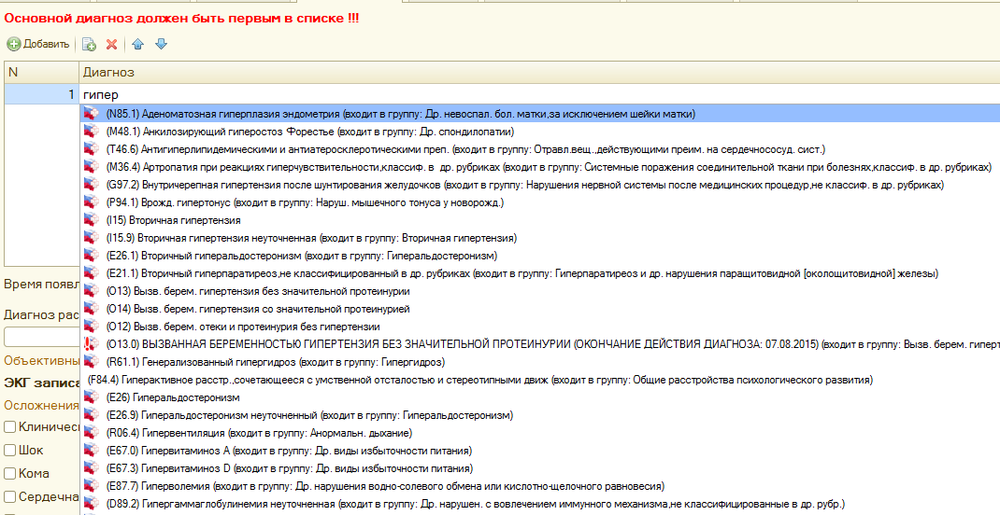 Основной диагноз должен быть первым в списке !!!
Добавить
N Диагноз
1 гипер
(N85.1) Аденоматозная гиперплазия эндометрия (входит в группу: Др. невоспал. бол. матки,за исключением шейки матки)
(M48.1) Анкилозирующий гиперостоз Форестье (входит в группу: Др. спондилопатии)
(T46.6) Антигиперлипидемическими и антиатеросклеротическими преп. (входит в группу: Отравл.вещ.,действующими преим. на сердечнососуд. сист.)
(M36.4) Артропатия при реакциях гиперчувствительности,классиф. в др. рубриках (входит в группу: Системные поражения соединительной ткани при болезнях,классиф. в др. рубриках)
(G97.2) Внутричерепная гипертензия после шунтирования желудочков (входит в группу: Нарушения нервной системы после медицинских процедур,не классиф. в др. рубриках)
(P94.1) Врожд. гипертонус (входит в группу: Наруш. мышечного тонуса у новорожд.)
(I15) Вторичная гипертензия
(I15.9) Вторичная гипертензия неуточненная (входит в группу: Вторичная гипертензия)
(E26.1) Вторичный гиперальдостеронизм (входит в группу: Гиперальдостеронизм)
(E21.1) Вторичный гиперпаратиреоз,не классифицированный в др. рубриках (входит в группу: Гиперпаратиреоз и др. нарушения паращитовидной [околощитовидной] железы)
Время появл
(O13) Вызв. берем. гипертензия без значительной протеинурии
(O14) Вызв. берем. гипертензия со значительной протеинурией
Диагноз рас
(O12) Вызв. берем. отеки и протеинурия без гипертензии
(O13.0) ВЫЗВАННАЯ БЕРЕМЕННОСТЬЮ ГИПЕРТЕНЗИЯ БЕЗ ЗНАЧИТЕЛЬНОЙ ПРОТЕИНУРИИ (ОКОНЧАНИЕ ДЕЙСТВИЯ ДИАГНОЗА: 07.08.2015) (входит в группу: Вызв. берем. гиперт
Объективны
(R61.1) Генерализованный гипергидроз (входит в группу: Гипергидроз)
ЭКГ записа
(F84.4) Гиперактивное расстр.,сочетающееся с умственной отсталостью и стереотипными движ (входит в группу: Общие расстройства психологического развития)
(E26) Гиперальдостеронизм
Осложнения
(E26.9) Гиперальдостеронизм неуточненный (входит в группу: Гиперальдостеронизм)
Клиничес
(R06.4) Гипервентиляция (входит в группу: Анормальн. дыхание)
Шок
(E67.0) Гипервитаминоз A (входит в группу: Др. виды избыточности питания)
(E67.3) Гипервитаминоз D (входит в группу: Др. виды избыточности питания)
Кома
(E87.7) Гиперволемия (входит в группу: Др. нарушения водно-солевого обмена или кислотно-щелочного равновесия)
Сердечна
(D89.2) Гипергаммаглобулинемия неуточненная (входит в группу: Др. нарушен. с вовлечением иммунного механизма,не классифицированные в др. рубр.)